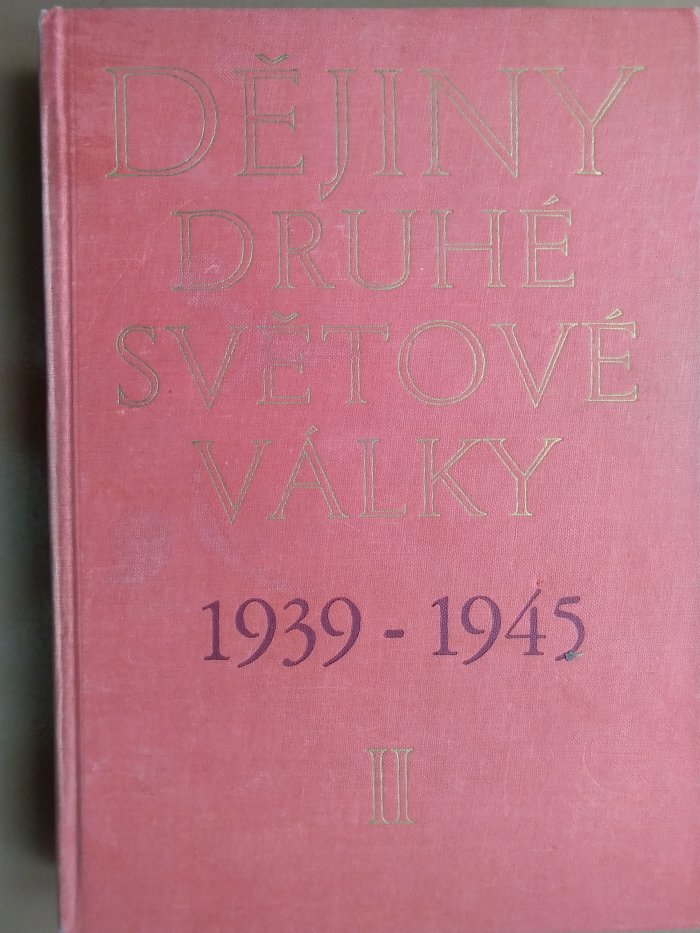 DĚJINY
DRUHÉ
SVĚTOVÉ
VÁLKY
1939 - 1945
II